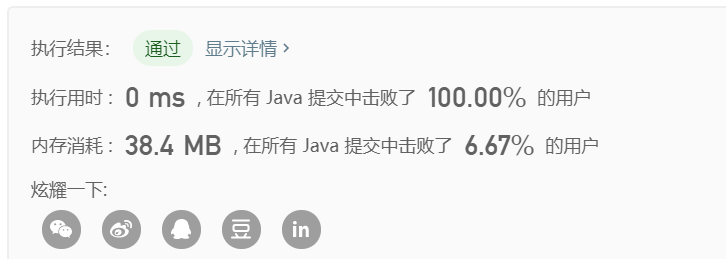 执行结果： 通过 显示详情 ›
执行用时： 0 ms , 在所有 Java 提交中击败了 100.00% 的用户
内存消耗： 38.4 MB , 在所有 Java 提交中击败了 6.67% 的用户
炫耀一下:
豆 in